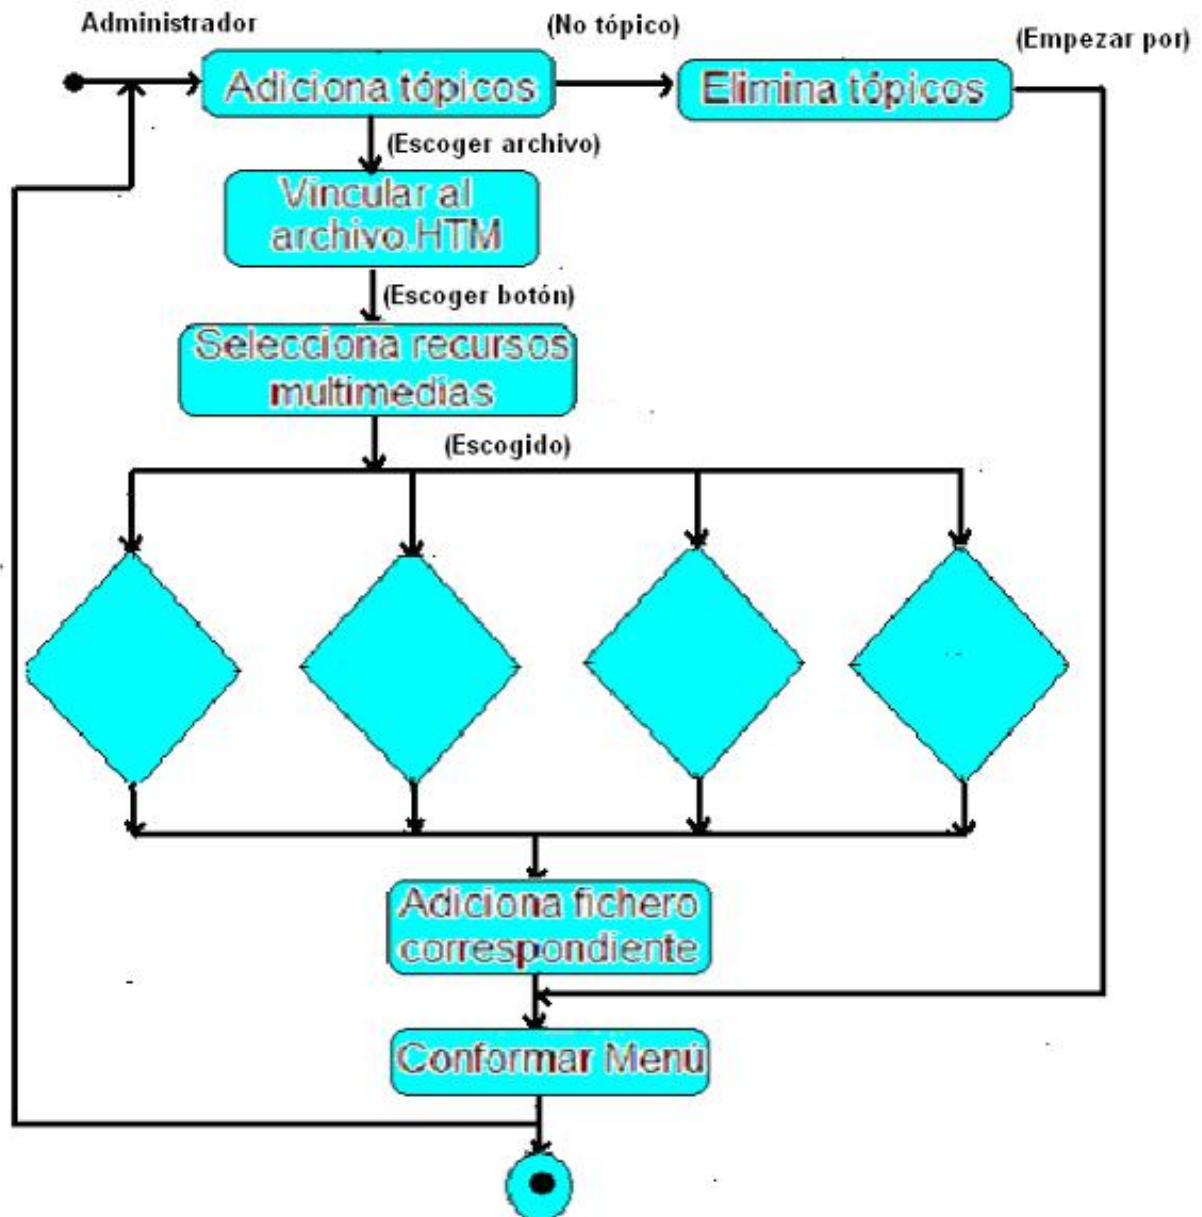 Administrador
(No tópico)
(Empezar por)
Adiciona tópicos
Elimina tópicos
(Escoger archivo)
Vincular al
archivo.HTM
(Escoger botón)
Selecciona recursos
multimedias
(Escogido)
Adiciona fichero
correspondiente
Conformar Menú